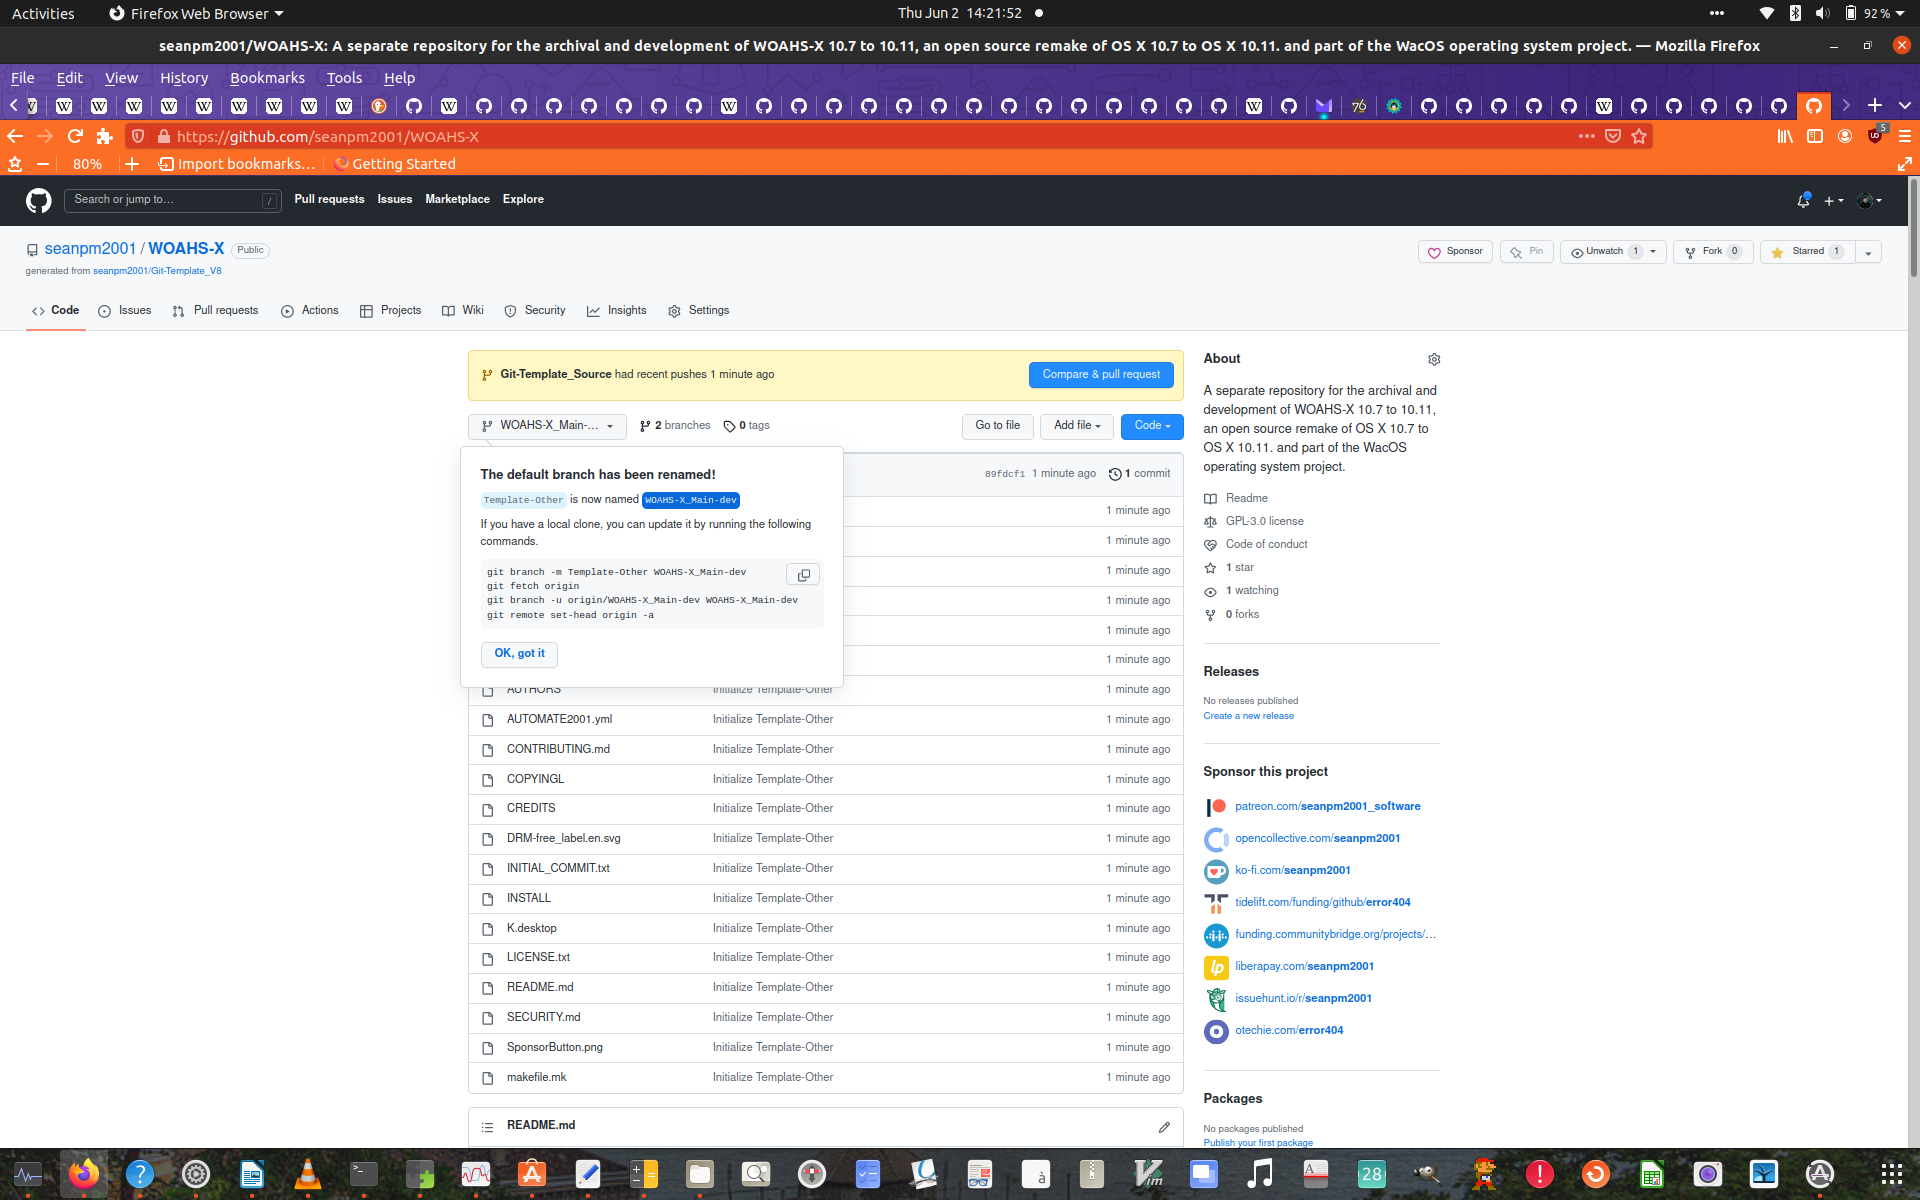 Activities
Firefox Web Browser
Thu Jun 2 14:21:52
92 %
seanpm2001/WOAHS-X: A separate repository for the archival and development of WOAHS-X 10.7 to 10.11, an open source remake of OS X 10.7 to OS X 10.11. and part of the WacOS operating system project. — Mozilla Firefox
File Edit View History Bookmarks Tools Help
https://github.com/seanpm2001/WOAHS-X
5
80%
Import bookmarks…
Getting Started
Search or jump to…
/
Pull requests Issues Marketplace Explore
seanpm2001 / WOAHS-X Public
generated from seanpm2001/Git-Template_V8
Sponsor
Pin
Unwatch 1
Fork 0
Starred 1
Code
Issues
Pull requests
Actions
Projects
Wiki
Security
Insights
Settings
Git-Template_Source had recent pushes 1 minute ago
Compare & pull request
WOAHS-X_Main-…
2 branches
0 tags
Go to file
Add file
Code
The default branch has been renamed!
Template-Other is now named WOAHS-X_Main-dev
If you have a local clone, you can update it by running the following
commands.
git branch -m Template-Other WOAHS-X_Main-dev
git fetch origin
git branch -u origin/WOAHS-X_Main-dev WOAHS-X_Main-dev
git remote set-head origin -a
OK, got it
89fdcf1 1 minute ago 1 commit
1 minute ago
1 minute ago
1 minute ago
1 minute ago
1 minute ago
1 minute ago
AUTHORS Initialize Template-Other 1 minute ago
AUTOMATE2001.yml Initialize Template-Other 1 minute ago
CONTRIBUTING.md Initialize Template-Other 1 minute ago
COPYINGL Initialize Template-Other 1 minute ago
CREDITS Initialize Template-Other 1 minute ago
DRM-free_label.en.svg Initialize Template-Other 1 minute ago
INITIAL_COMMIT.txt Initialize Template-Other 1 minute ago
INSTALL Initialize Template-Other 1 minute ago
K.desktop Initialize Template-Other 1 minute ago
LICENSE.txt Initialize Template-Other 1 minute ago
README.md Initialize Template-Other 1 minute ago
SECURITY.md Initialize Template-Other 1 minute ago
SponsorButton.png Initialize Template-Other 1 minute ago
makefile.mk Initialize Template-Other 1 minute ago
README.md
About
A separate repository for the archival and
development of WOAHS-X 10.7 to 10.11,
an open source remake of OS X 10.7 to
OS X 10.11. and part of the WacOS
operating system project.
Readme
GPL-3.0 license
Code of conduct
1 star
1 watching
0 forks
Releases
No releases published
Create a new release
Sponsor this project
patreon.com/seanpm2001_software
opencollective.com/seanpm2001
ko-fi.com/seanpm2001
tidelift.com/funding/github/error404
funding.communitybridge.org/projects/…
liberapay.com/seanpm2001
issuehunt.io/r/seanpm2001
otechie.com/error404
Packages
No packages published
Publish your first package
28